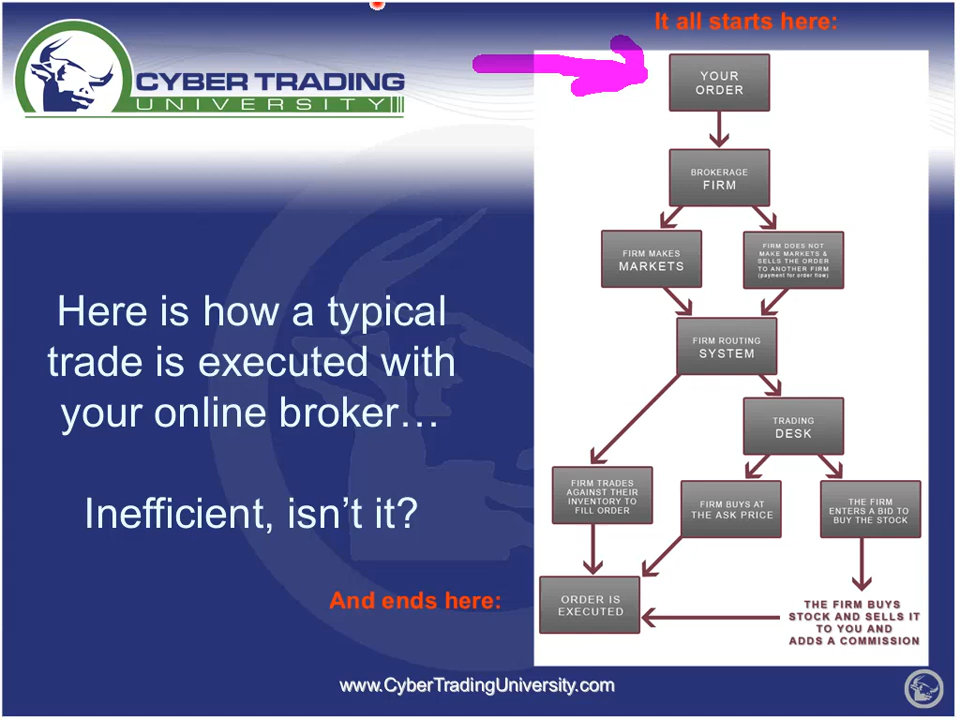 It all starts here:
CYBER TRADING
UNIVERSITY
YOUR
ORDER
BROKERAGE
FIRM
FIRM MAKES
MARKETS
FIRM DOES NOT
MAKE MARKETS &
SELLS THE ORDER
TO ANOTHER FIRM
(payment for order flow)
FIRM ROUTING
SYSTEM
Here is how a typical
trade is executed with
your online broker…
Inefficient, isn’t it?
TRADING
DESK
FIRM TRADES
AGAINST THEIR
INVENTORY TO
FILL ORDER
FIRM BUYS AT
THE ASK PRICE
THE FIRM
ENTERS A BID TO
BUY THE STOCK
And ends here:
ORDER IS
EXECUTED
THE FIRM BUYS
STOCK AND SELLS IT
TO YOU AND
ADDS A COMMISSION
www.CyberTradingUniversity.com